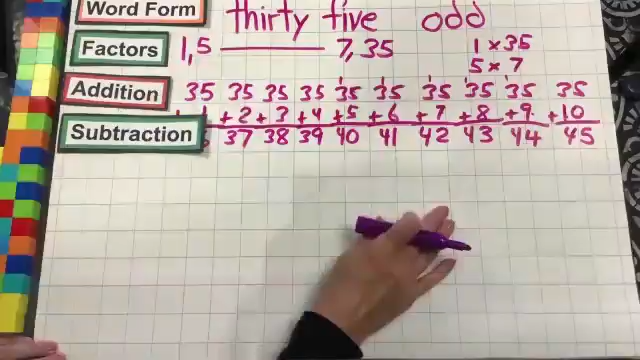 Word Form thirty five odd
Factors 1, 5 7, 35 1 × 35
5 × 7
Addition 35 35 35 35 35 35 35 35 35 35
1 +2 +3 +4 +5 +6 +7 +8 +9 +10
Subtraction 37 38 39 40 41 42 43 44 45